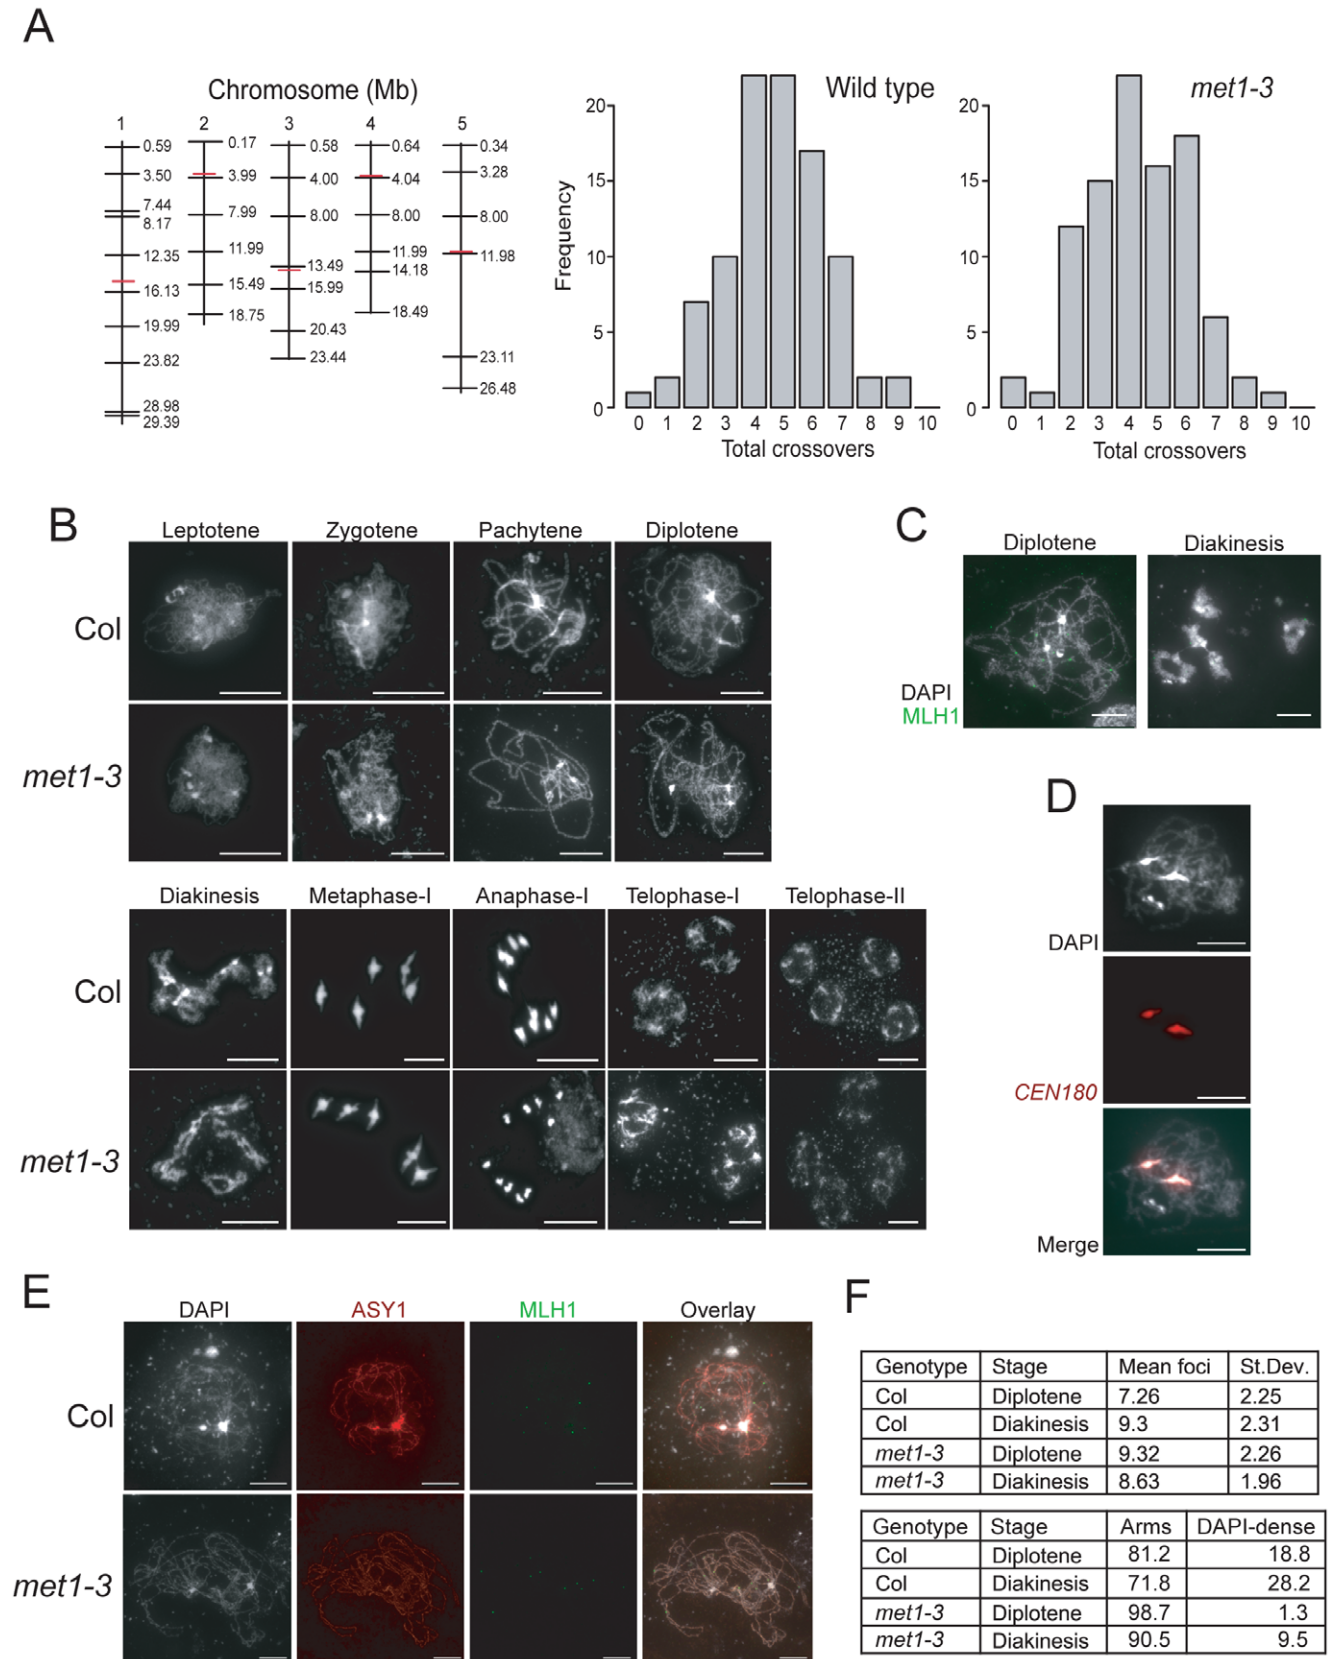 A
Chromosome (Mb)
1 2 3 4 5
0.59
3.50
7.44
8.17
12.35
16.13
19.99
23.82
28.98
29.39
0.17
3.99
7.99
11.99
15.49
18.75
0.58
4.00
8.00
13.49
15.99
20.43
23.44
0.64
4.04
8.00
11.99
14.18
18.49
0.34
3.28
8.00
11.98
23.11
26.48
Wild type
Frequency
20
15
10
5
0
0 1 2 3 4 5 6 7 8 9 10
Total crossovers
met1-3
20
15
10
5
0
0 1 2 3 4 5 6 7 8 9 10
Total crossovers
B
Leptotene Zygotene Pachytene Diplotene
Col
met1-3
Diakinesis Metaphase-I Anaphase-I Telophase-I Telophase-II
Col
met1-3
C
Diplotene Diakinesis
DAPI
MLH1
D
DAPI
CEN180
Merge
E
DAPI ASY1 MLH1 Overlay
Col
met1-3
F
Genotype Stage Mean foci St.Dev.
Col Diplotene 7.26 2.25
Col Diakinesis 9.3 2.31
met1-3 Diplotene 9.32 2.26
met1-3 Diakinesis 8.63 1.96
Genotype Stage Arms DAPI-dense
Col Diplotene 81.2 18.8
Col Diakinesis 71.8 28.2
met1-3 Diplotene 98.7 1.3
met1-3 Diakinesis 90.5 9.5